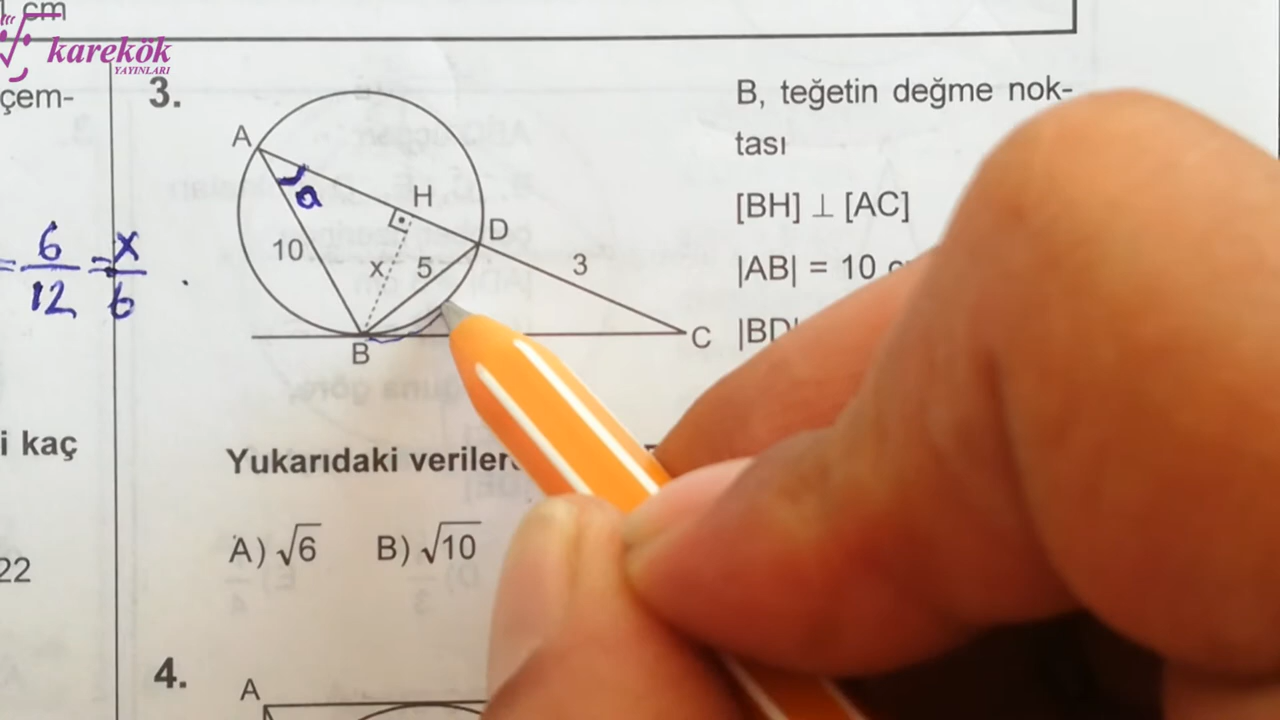 cm
karekök
YAYINLARI
çem-
= 6/12 = x/6
i kaç
22
3.
A
a
H
D
10
x
5
3
B
C
B, teğetin değme nok-
tası
[BH] ⊥ [AC]
|AB| = 10
|BD|
Yukarıdaki
A) √6 B) √10
4.
A